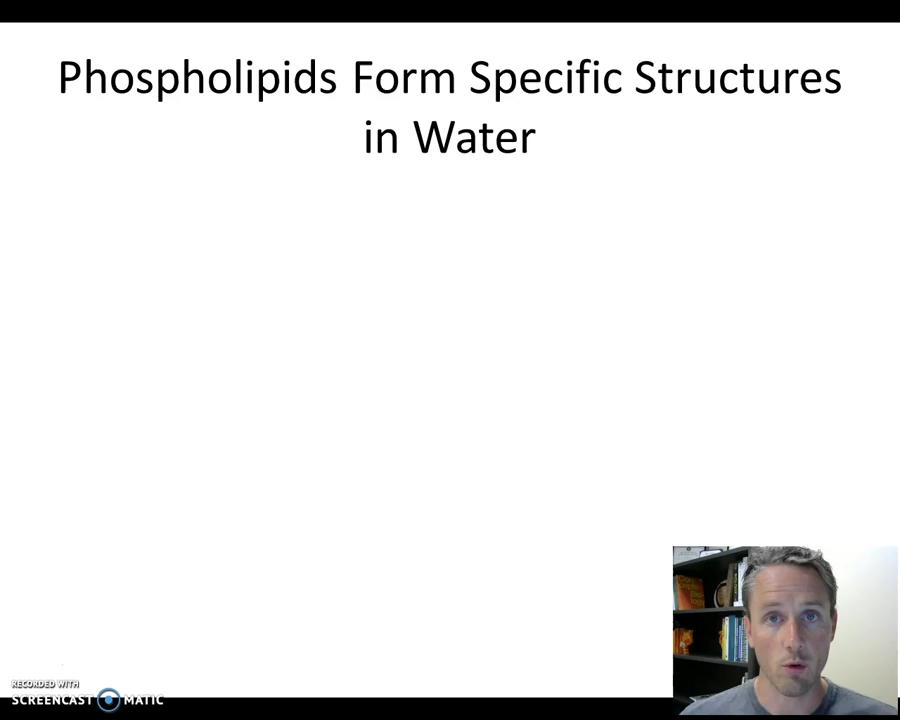 Phospholipids Form Specific Structures
in Water
RECORDED WITH
SCREENCAST MATIC